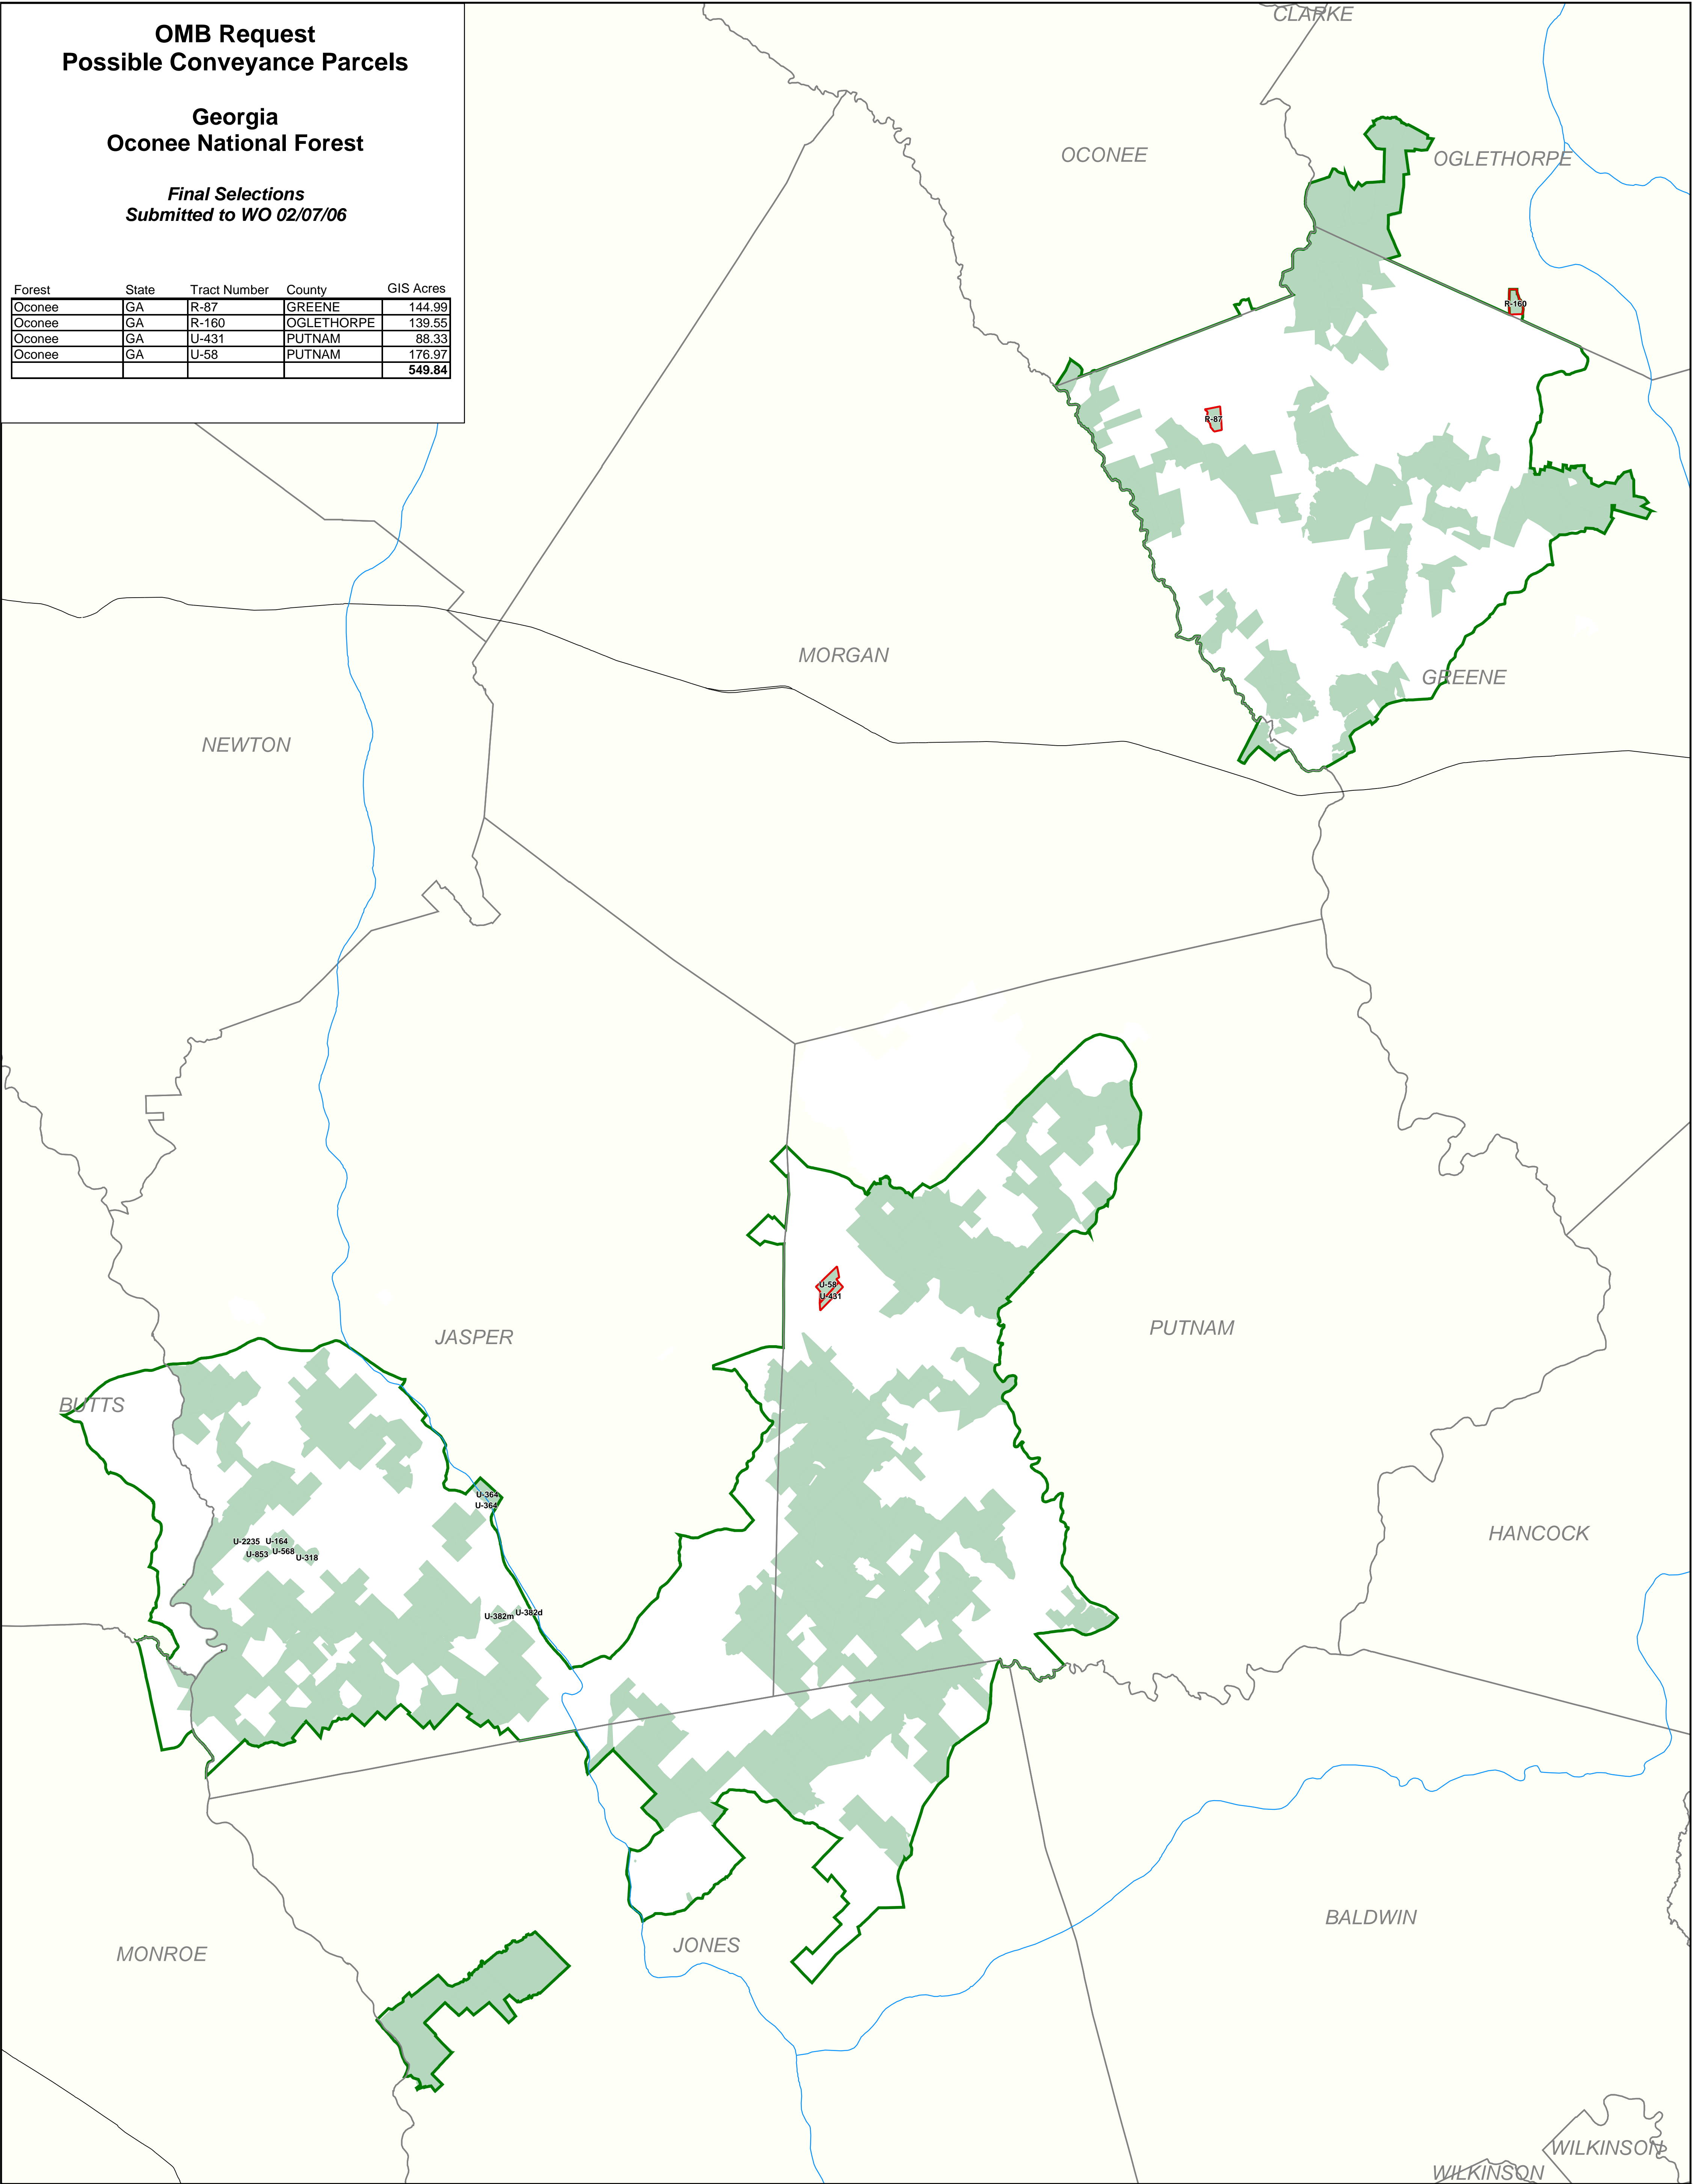 OMB Request
Possible Conveyance Parcels
Georgia
Oconee National Forest
Final Selections
Submitted to WO 02/07/06
Forest State Tract Number County GIS Acres
Oconee GA R-87 GREENE 144.99
Oconee GA R-160 OGLETHORPE 139.55
Oconee GA U-431 PUTNAM 88.33
Oconee GA U-58 PUTNAM 176.97
549.84
CLARKE
OCONEE
OGLETHORPE
R-160
R-87
MORGAN
GREENE
NEWTON
U-58
U-431
JASPER
PUTNAM
BUTTS
U-364
U-364
HANCOCK
U-2235 U-164
U-853 U-568 U-318
U-382m U-382d
BALDWIN
JONES
MONROE
WILKINSON
WILKINSON